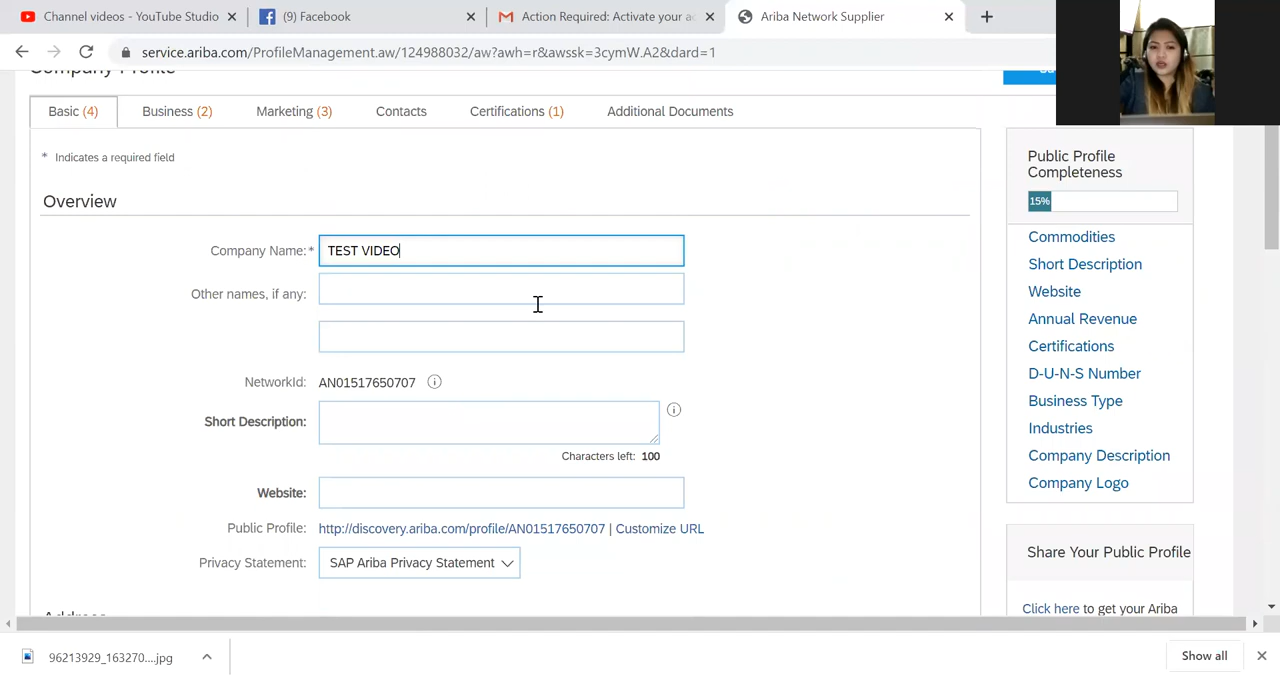 Channel videos - YouTube Studio
(9) Facebook
Action Required: Activate your ac
Ariba Network Supplier
service.ariba.com/ProfileManagement.aw/124988032/aw?awh=r&awssk=3cymW.A2&dard=1
Company Profile
Basic (4)
Business (2)
Marketing (3)
Contacts
Certifications (1)
Additional Documents
* Indicates a required field
Overview
Company Name:* TEST VIDEO
Other names, if any:
NetworkId: AN01517650707
Short Description:
Characters left: 100
Website:
Public Profile: http://discovery.ariba.com/profile/AN01517650707 | Customize URL
Privacy Statement: SAP Ariba Privacy Statement
Public Profile
Completeness
15%
Commodities
Short Description
Website
Annual Revenue
Certifications
D-U-N-S Number
Business Type
Industries
Company Description
Company Logo
Share Your Public Profile
Click here to get your Ariba
96213929_163270....jpg
Show all